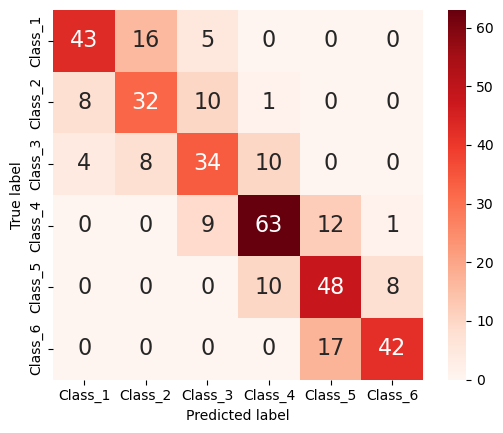 True label
Class_1 43 16 5 0 0 0
Class_2 8 32 10 1 0 0
Class_3 4 8 34 10 0 0
Class_4 0 0 9 63 12 1
Class_5 0 0 0 10 48 8
Class_6 0 0 0 0 17 42
Class_1 Class_2 Class_3 Class_4 Class_5 Class_6
Predicted label
60
50
40
30
20
10
0